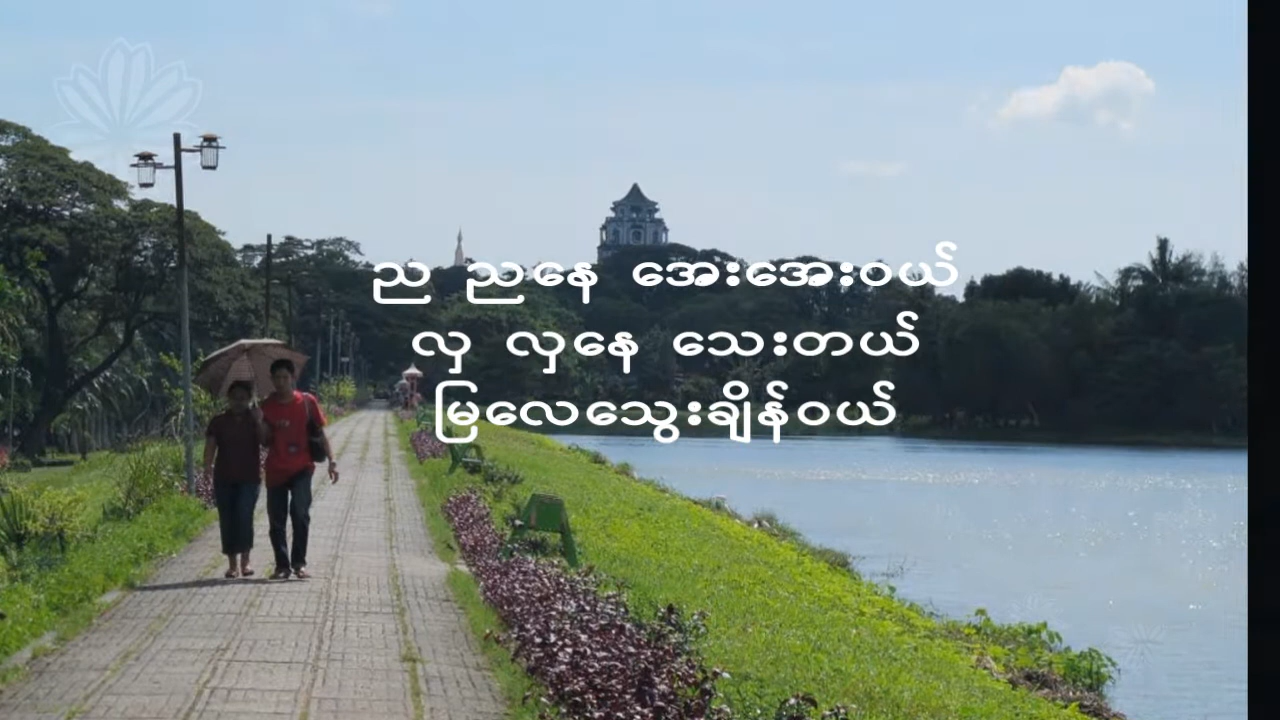 ည ညနေ အေးအေးဝယ်
လှ လှနေ သေးတယ်
မြလေသွေးချိန်ဝယ်